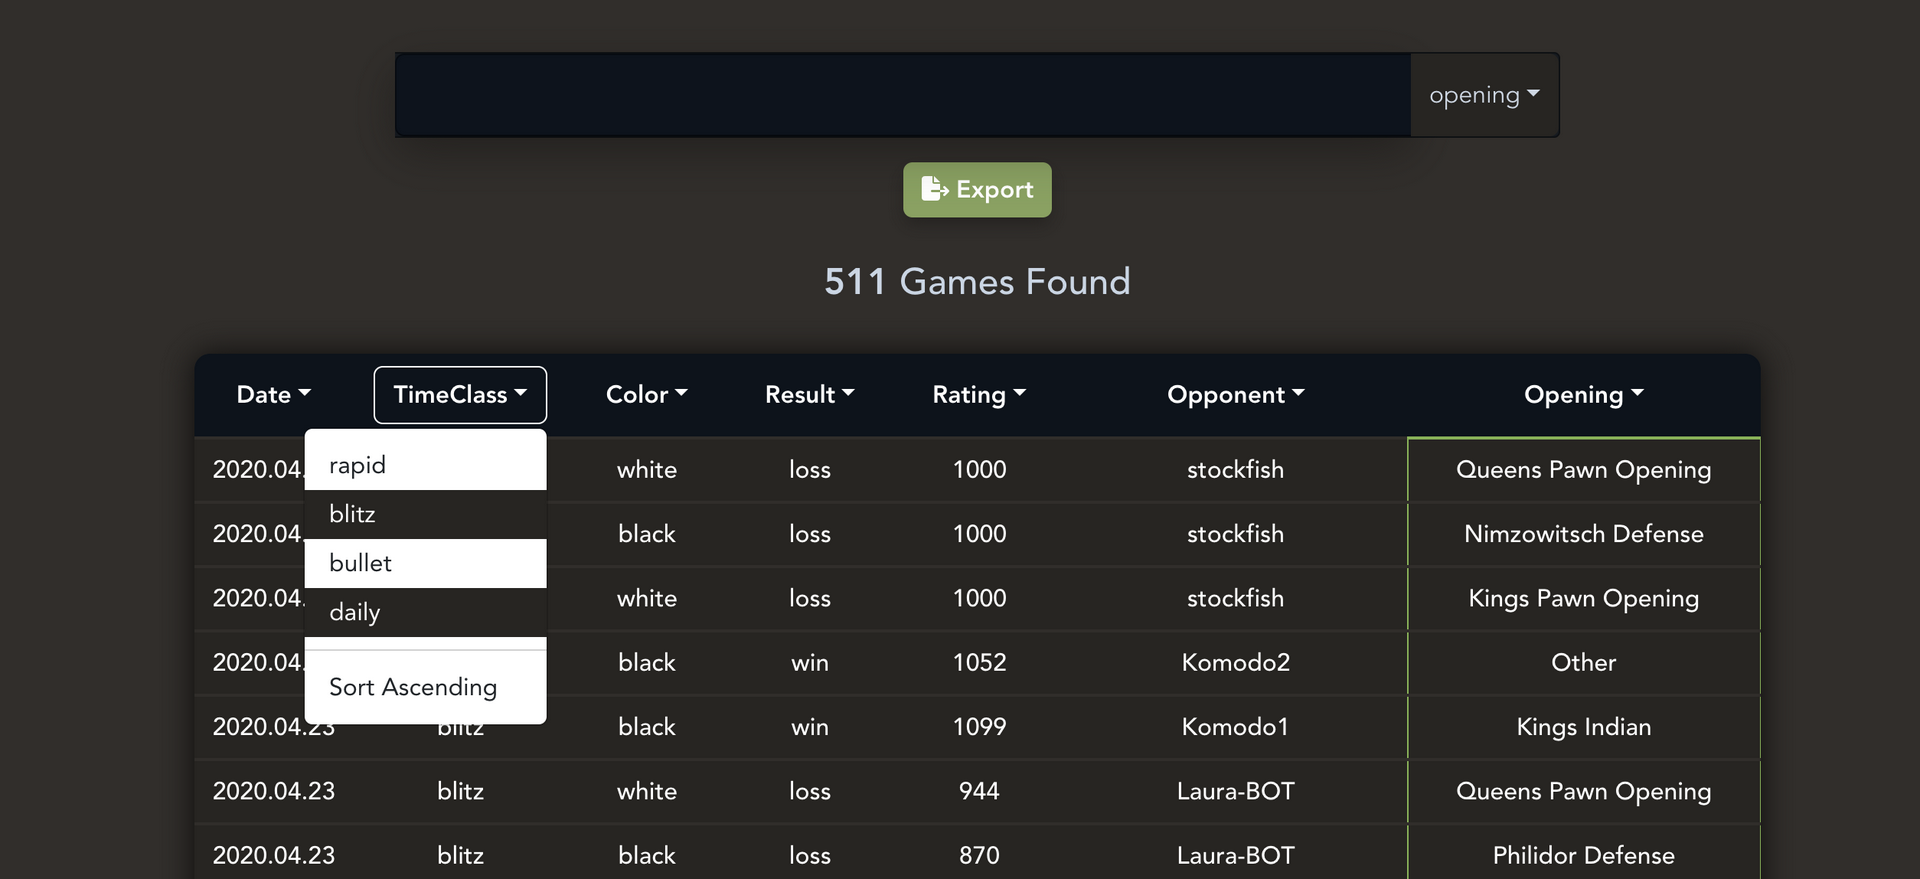 opening
Export
511 Games Found
Date TimeClass Color Result Rating Opponent Opening
rapid
blitz
bullet
daily
Sort Ascending
2020.04. white loss 1000 stockfish Queens Pawn Opening
2020.04. black loss 1000 stockfish Nimzowitsch Defense
2020.04. white loss 1000 stockfish Kings Pawn Opening
2020.04. black win 1052 Komodo2 Other
2020.04.23 blitz black win 1099 Komodo1 Kings Indian
2020.04.23 blitz white loss 944 Laura-BOT Queens Pawn Opening
2020.04.23 blitz black loss 870 Laura-BOT Philidor Defense